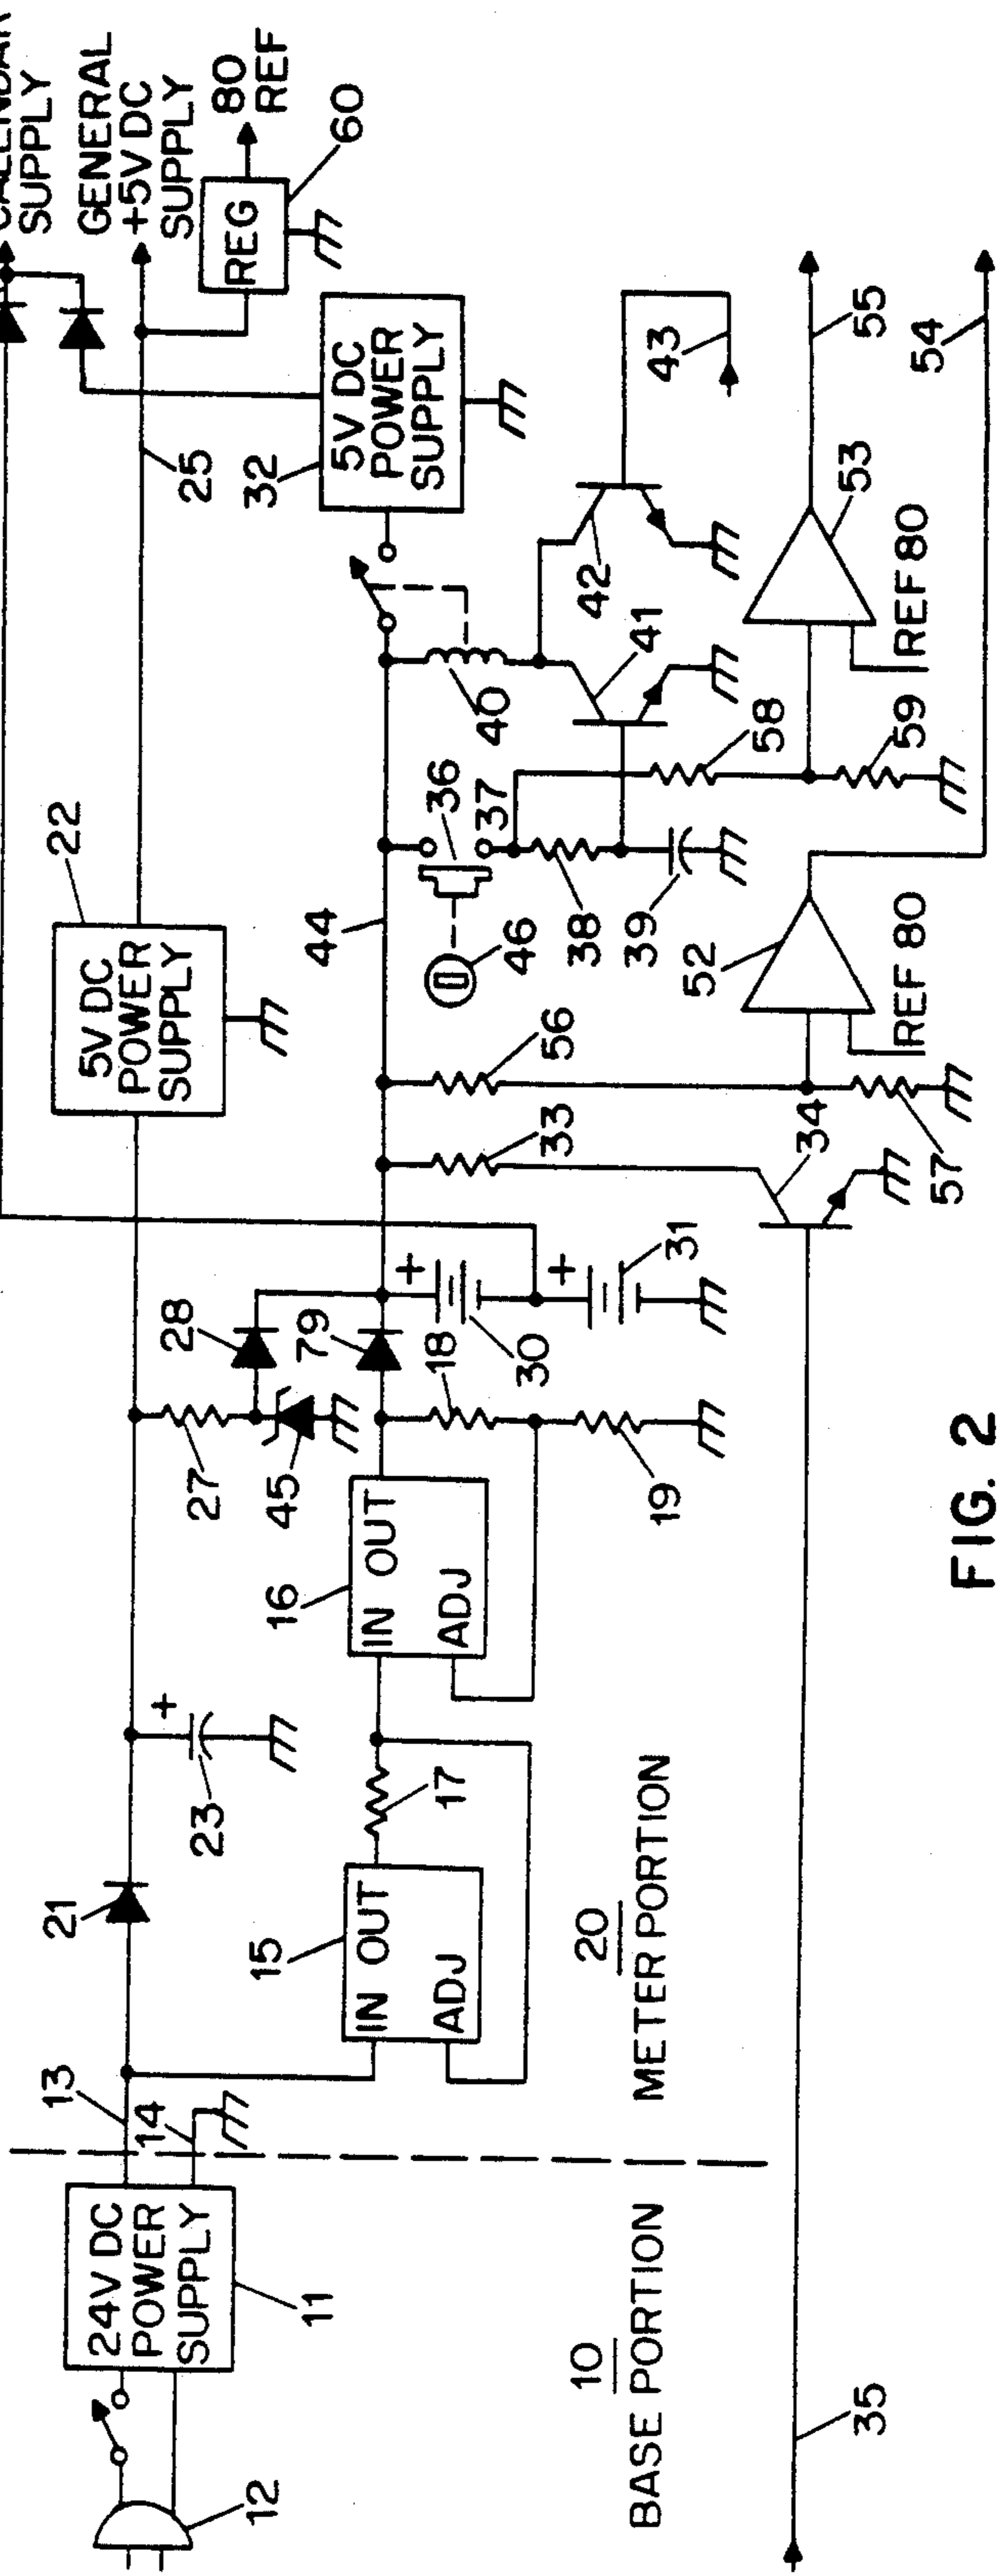 SUPPLY
GENERAL
+5V DC
SUPPLY
80
REF
REG
60
22
5V DC
POWER
SUPPLY
25
32
5V DC
POWER
SUPPLY
12
24V DC
POWER
SUPPLY
11
13
14
21
23
+
27
28
45
79
15
IN OUT
ADJ
17
16
IN OUT
ADJ
18
19
+
30
+
31
44
33
34
56
57
46
36
37
38
39
40
41
42
43
58
59
52
REF 80
53
REF 80
55
54
35
10
BASE PORTION
20
METER PORTION
FIG. 2